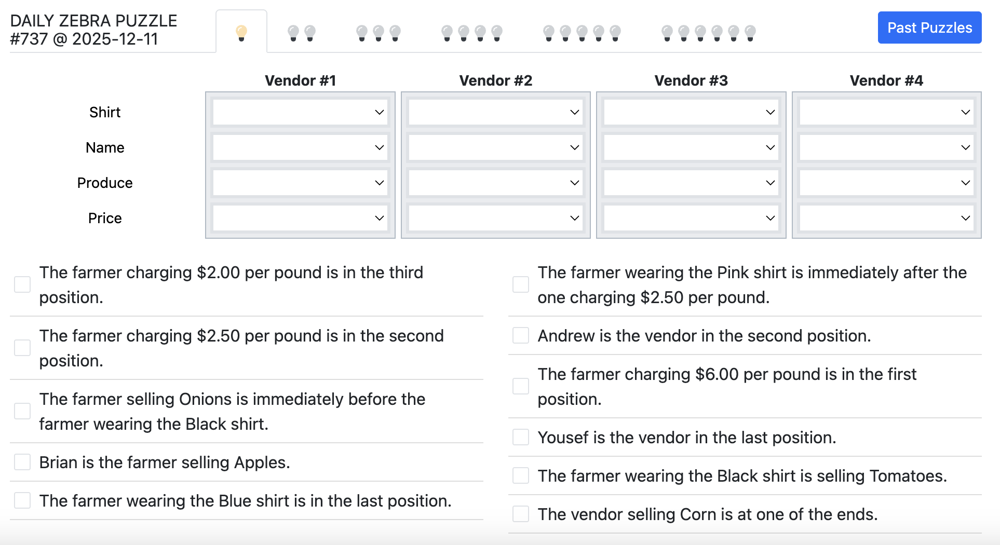 DAILY ZEBRA PUZZLE
#737 @ 2025-12-11
Past Puzzles
Vendor #1
Vendor #2
Vendor #3
Vendor #4
Shirt
Name
Produce
Price
The farmer charging $2.00 per pound is in the third
position.
The farmer charging $2.50 per pound is in the second
position.
The farmer selling Onions is immediately before the
farmer wearing the Black shirt.
Brian is the farmer selling Apples.
The farmer wearing the Blue shirt is in the last position.
The farmer wearing the Pink shirt is immediately after the
one charging $2.50 per pound.
Andrew is the vendor in the second position.
The farmer charging $6.00 per pound is in the first
position.
Yousef is the vendor in the last position.
The farmer wearing the Black shirt is selling Tomatoes.
The vendor selling Corn is at one of the ends.